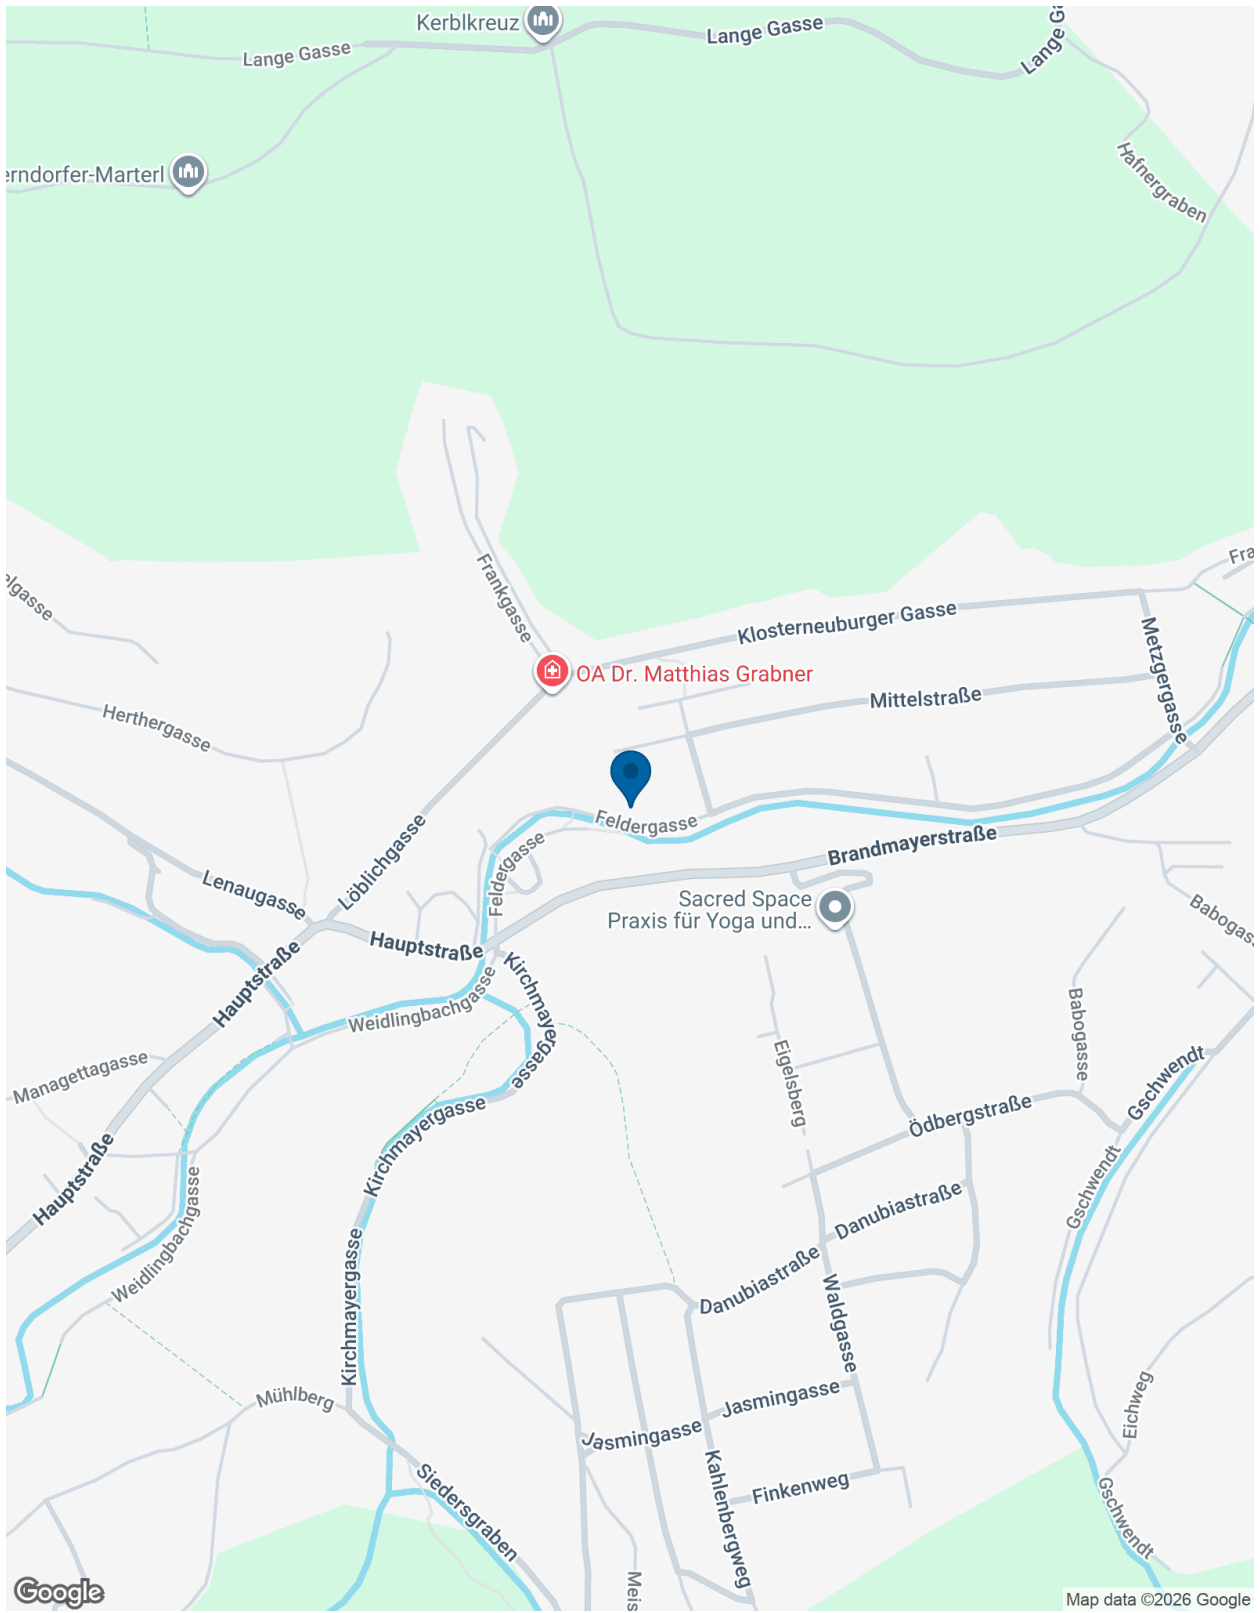 Kerblkreuz
Lange Gasse
Lange Gasse
Lange Ga
erndorfer-Marterl
Hafnergraben
Frankgasse
elgasse
Fra
Klosterneuburger Gasse
Metzgergasse
OA Dr. Matthias Grabner
Mittelstraße
Herthergasse
Feldergasse
Feldergasse
Brandmayerstraße
Löblichgasse
Lenaugasse
Sacred Space
Praxis für Yoga und...
Babogass
Hauptstraße
Hauptstraße
Kirchmayergasse
Weidlingbachgasse
Babogasse
Managettagasse
Eigelsberg
Gschwendt
Kirchmayergasse
Ödbergstraße
Hauptstraße
Gschwendt
Weidlingbachgasse
Danubiastraße
Danubiastraße
Kirchmayergasse
Waldgasse
Mühlberg
Jasmingasse
Jasmingasse
Eichweg
Kahlenbergweg
Finkenweg
Siedersgraben
Gschwendt
Meis
Google
Map data ©2026 Google